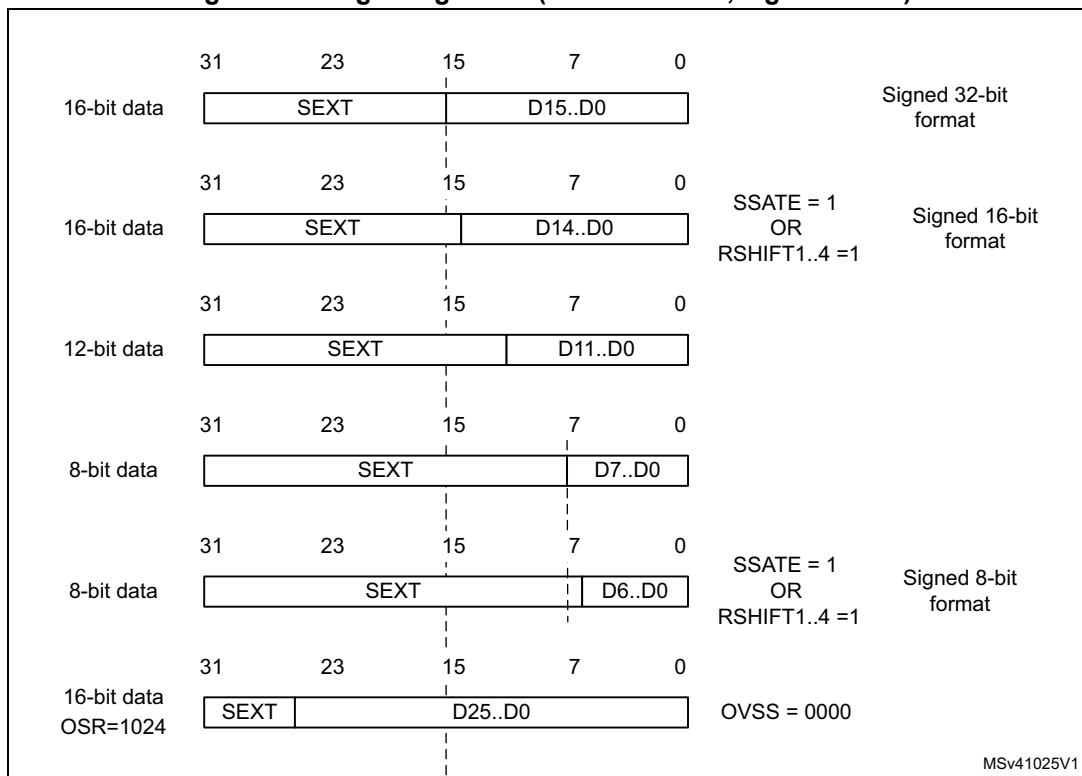 31 23 15 7 0
16-bit data SEXT D15..D0 Signed 32-bit
format
31 23 15 7 0
16-bit data SEXT D14..D0 SSATE = 1
OR
RSHIFT1..4 =1
Signed 16-bit
format
31 23 15 7 0
12-bit data SEXT D11..D0
31 23 15 7 0
8-bit data SEXT D7..D0
31 23 15 7 0
8-bit data SEXT D6..D0 SSATE = 1
OR
RSHIFT1..4 =1
Signed 8-bit
format
31 23 15 7 0
16-bit data
OSR=1024
SEXT D25..D0 OVSS = 0000
MSv41025V1